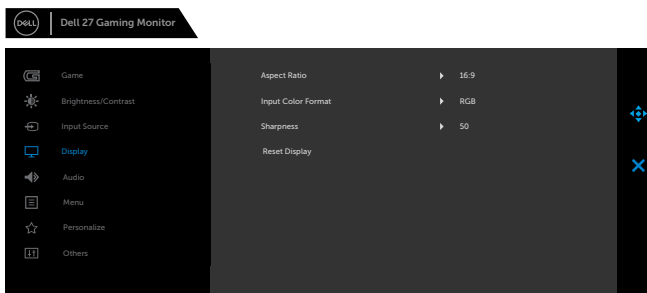 DELL
Dell 27 Gaming Monitor
Game
Brightness/Contrast
Input Source
Display
Audio
Menu
Personalize
Others
Aspect Ratio 16:9
Input Color Format RGB
Sharpness 50
Reset Display